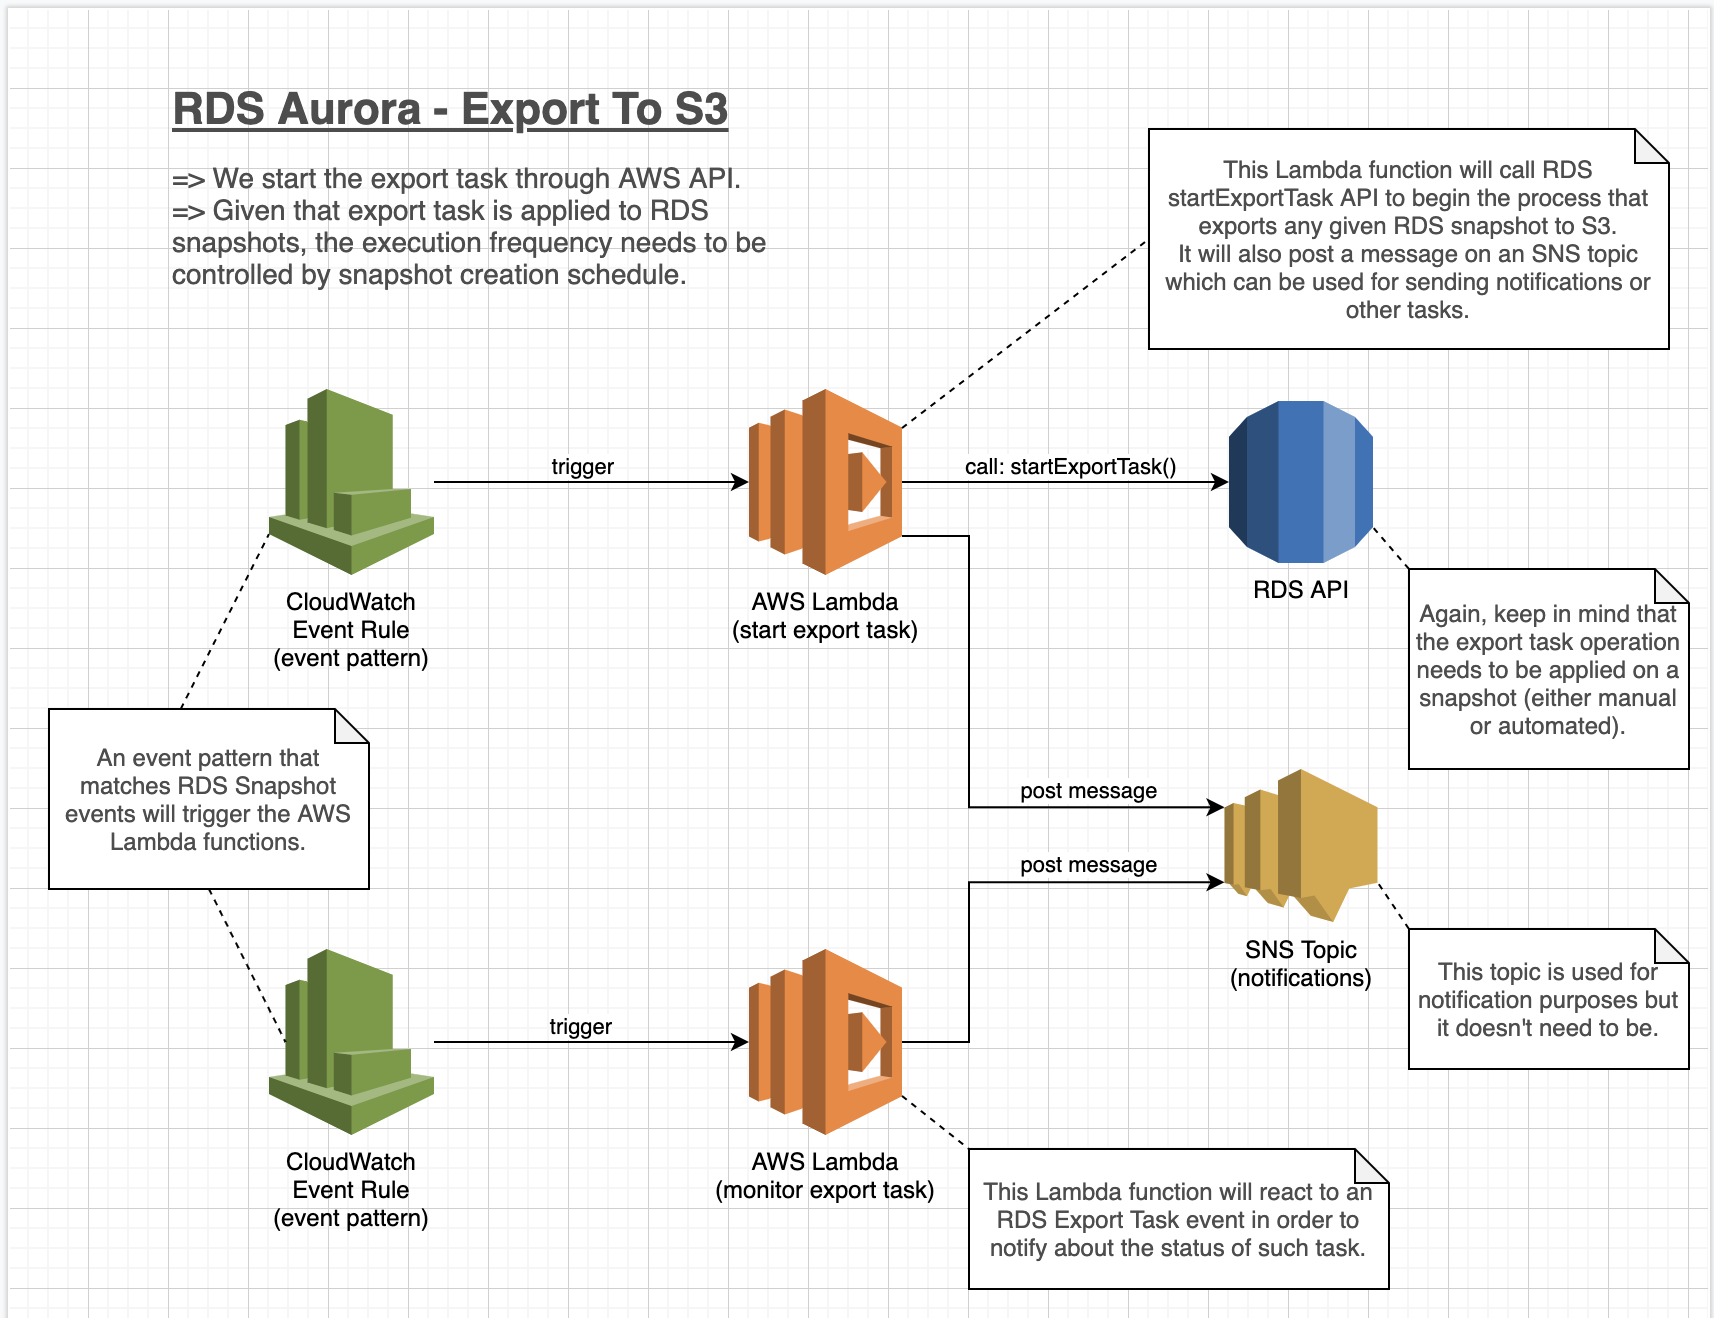 RDS Aurora - Export To S3
=> We start the export task through AWS API.
=> Given that export task is applied to RDS
snapshots, the execution frequency needs to be
controlled by snapshot creation schedule.
This Lambda function will call RDS
startExportTask API to begin the process that
exports any given RDS snapshot to S3.
It will also post a message on an SNS topic
which can be used for sending notifications or
other tasks.
trigger
call: startExportTask()
CloudWatch
Event Rule
(event pattern)
AWS Lambda
(start export task)
RDS API
Again, keep in mind that
the export task operation
needs to be applied on a
snapshot (either manual
or automated).
An event pattern that
matches RDS Snapshot
events will trigger the AWS
Lambda functions.
post message
post message
SNS Topic
(notifications)
This topic is used for
notification purposes but
it doesn't need to be.
trigger
CloudWatch
Event Rule
(event pattern)
AWS Lambda
(monitor export task)
This Lambda function will react to an
RDS Export Task event in order to
notify about the status of such task.